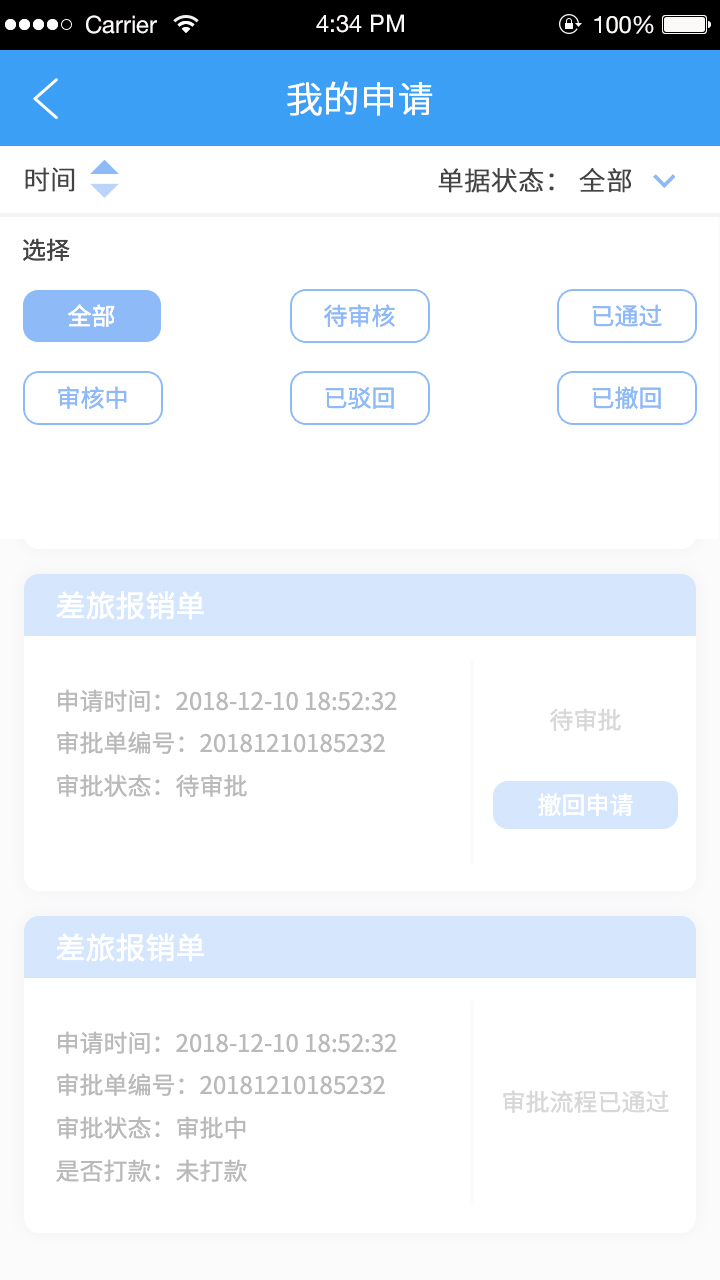 Carrier 4:34 PM 100%
我的申请
时间 单据状态： 全部
选择
全部 待审核 已通过
审核中 已驳回 已撤回
差旅报销单
申请时间：2018-12-10 18:52:32
审批单编号：20181210185232
审批状态：待审批
待审批
撤回申请
差旅报销单
申请时间：2018-12-10 18:52:32
审批单编号：20181210185232
审批状态：审批中
是否打款：未打款
审批流程已通过